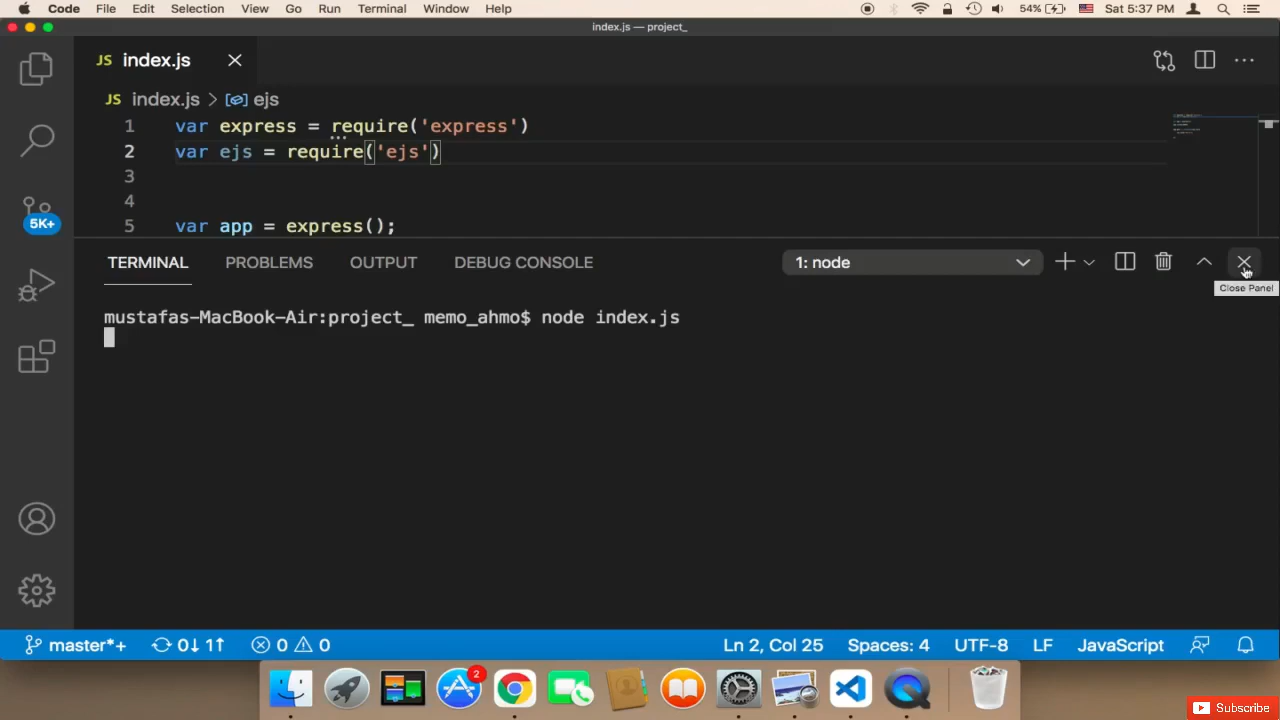 Code File Edit Selection View Go Run Terminal Window Help 54% Sat 5:37 PM
index.js — project_
JS index.js
JS index.js > ejs
1 var express = require('express')
2 var ejs = require('ejs')
3
4
5 var app = express();
5K+
TERMINAL PROBLEMS OUTPUT DEBUG CONSOLE 1: node
Close Panel
mustafas-MacBook-Air:project_ memo_ahmo$ node index.js
master*+ 0↓ 1↑ 0 0 Ln 2, Col 25 Spaces: 4 UTF-8 LF JavaScript
2
Subscribe